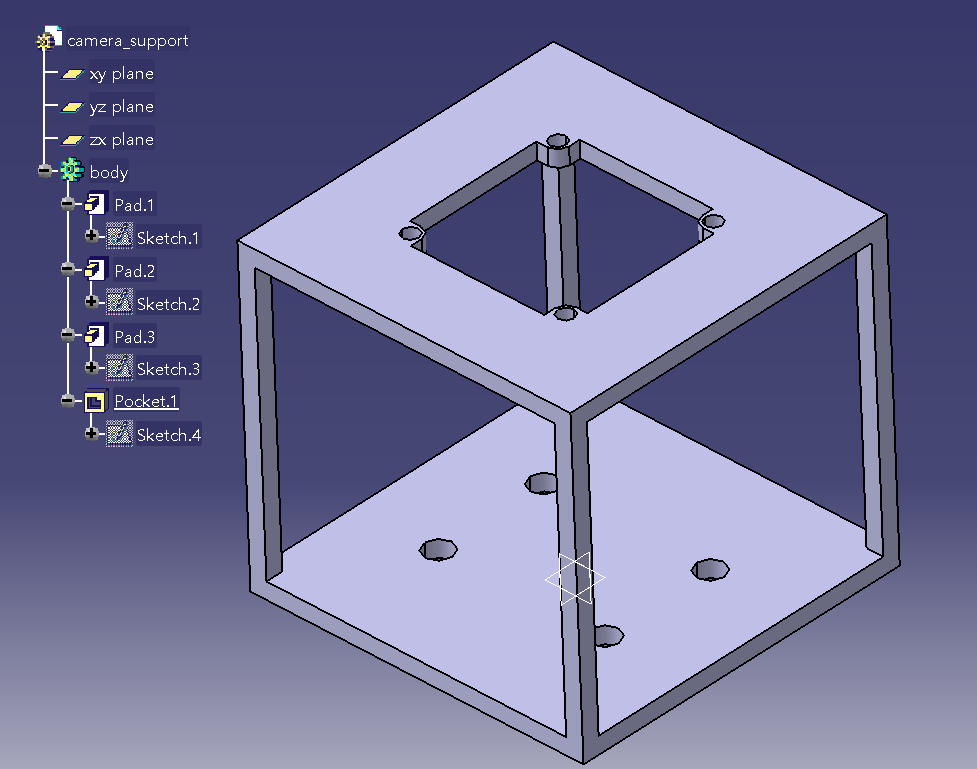 camera_support
xy plane
yz plane
zx plane
body
Pad.1
Sketch.1
Pad.2
Sketch.2
Pad.3
Sketch.3
Pocket.1
Sketch.4